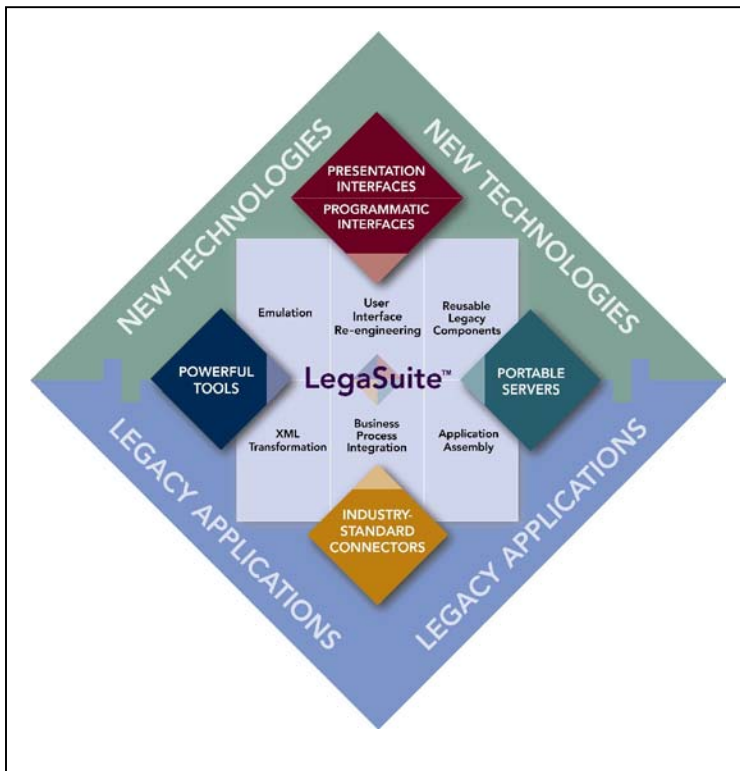 NEW TECHNOLOGIES
NEW TECHNOLOGIES
PRESENTATION
INTERFACES
PROGRAMMATIC
INTERFACES
Emulation
User
Interface
Re-engineering
Reusable
Legacy
Components
POWERFUL
TOOLS
LegaSuite™
PORTABLE
SERVERS
XML
Transformation
Business
Process
Integration
Application
Assembly
INDUSTRY-
STANDARD
CONNECTORS
LEGACY APPLICATIONS
LEGACY APPLICATIONS